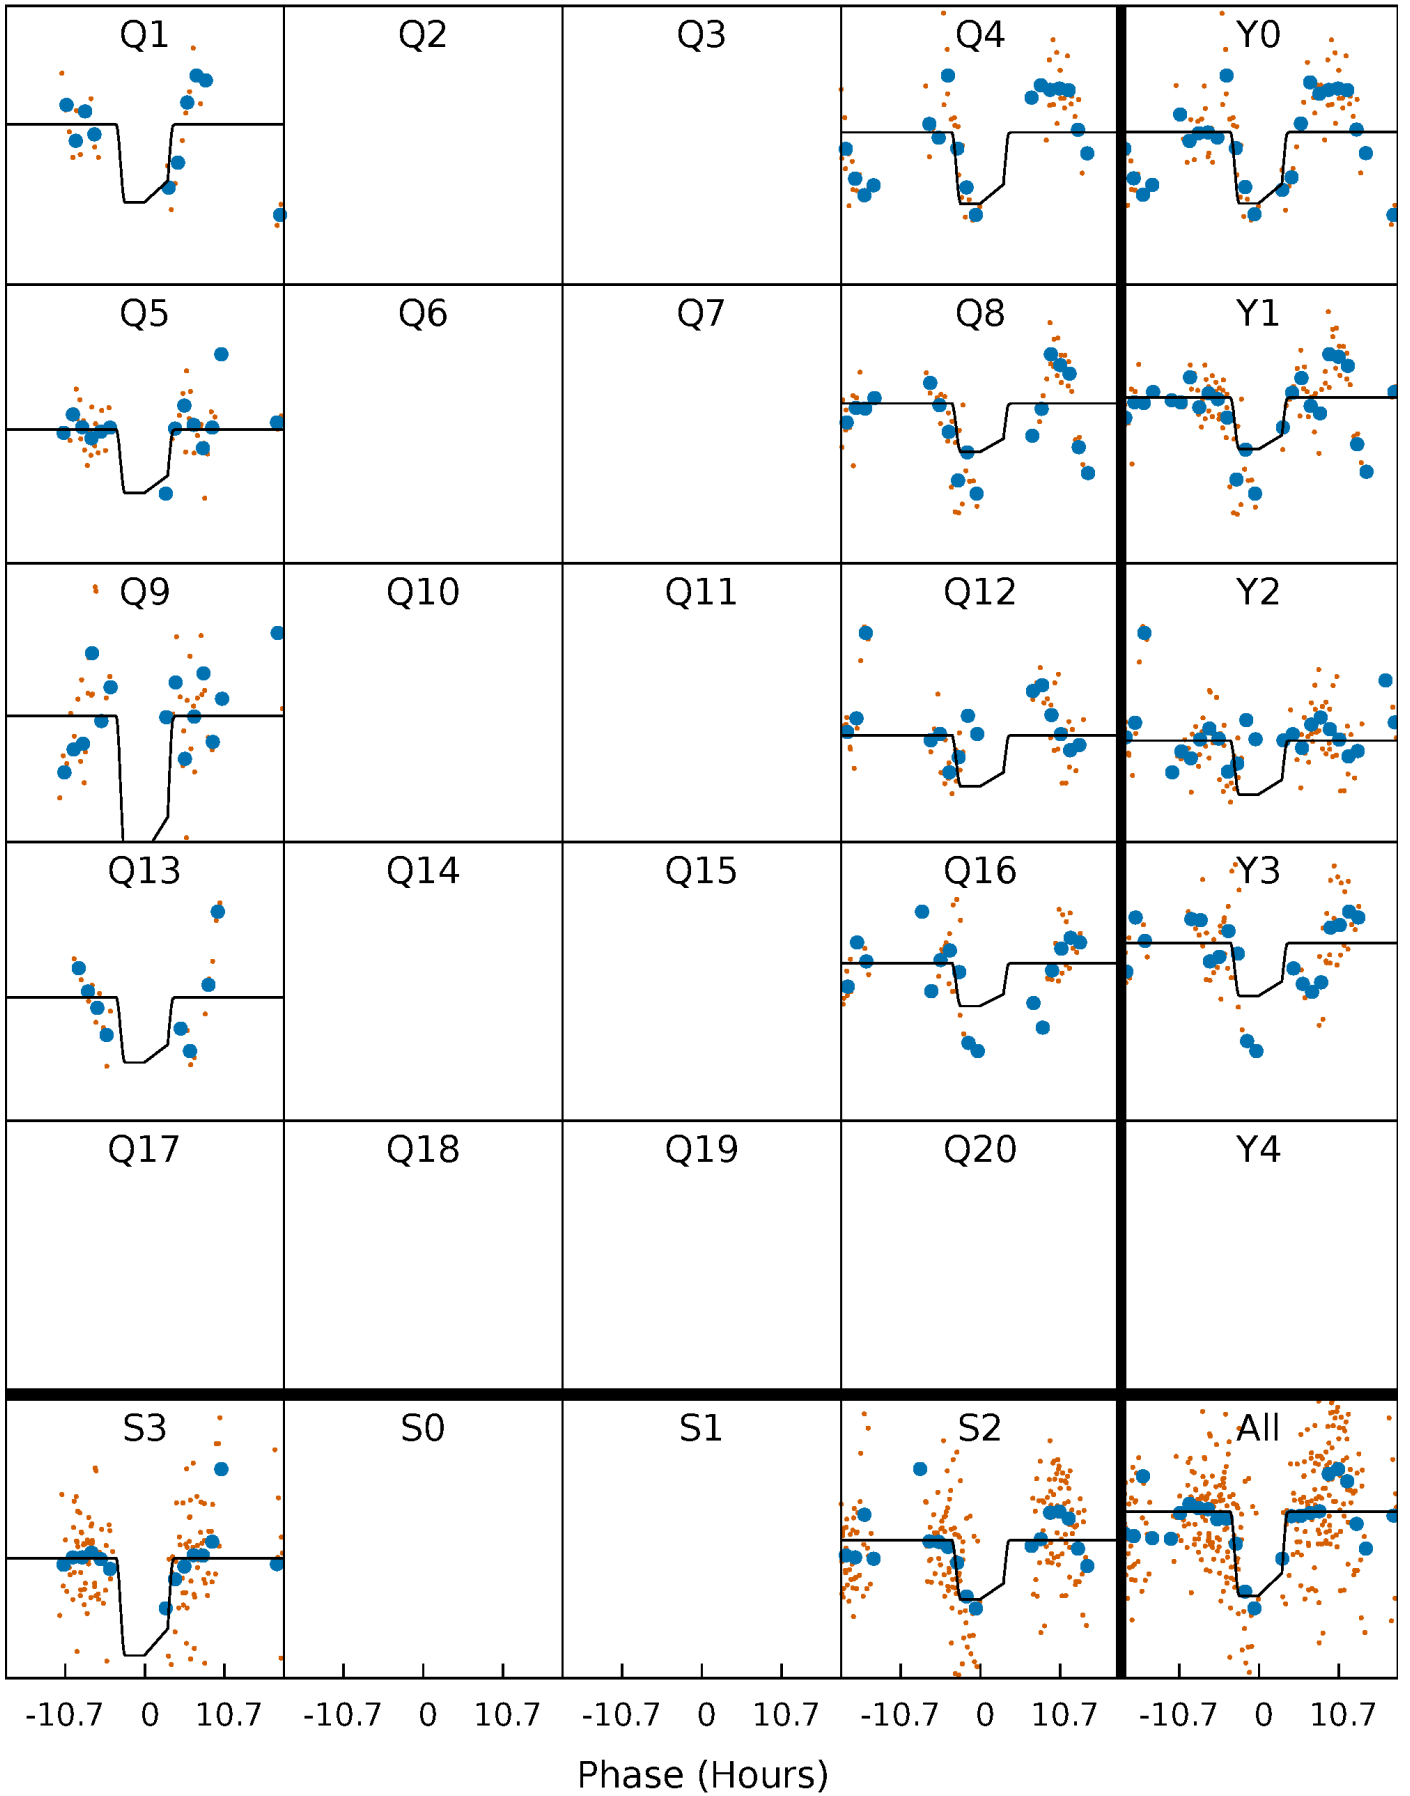 Q1 Q2 Q3 Q4 Y0
Q5 Q6 Q7 Q8 Y1
Q9 Q10 Q11 Q12 Y2
Q13 Q14 Q15 Q16 Y3
Q17 Q18 Q19 Q20 Y4
S3 S0 S1 S2 All
-10.7 0 10.7 -10.7 0 10.7 -10.7 0 10.7 -10.7 0 10.7 -10.7 0 10.7
Phase (Hours)